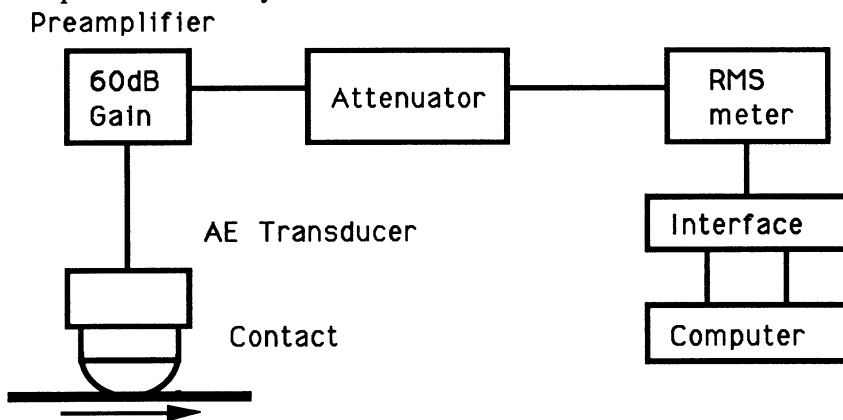 Preamplifier
60dB
Gain
Attenuator
RMS
meter
AE Transducer
Interface
Contact
Computer